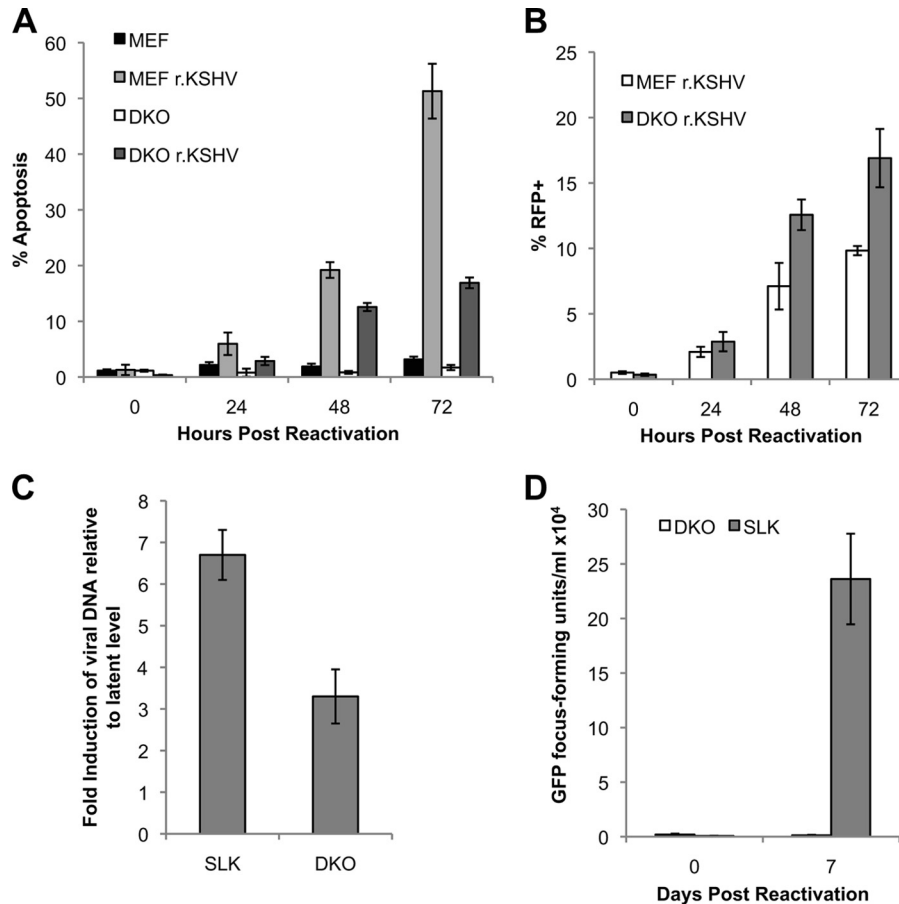 A
MEF
MEF r.KSHV
DKO
DKO r.KSHV
% Apoptosis
60
50
40
30
20
10
0
0 24 48 72
Hours Post Reactivation
B
MEF r.KSHV
DKO r.KSHV
% RFP+
25
20
15
10
5
0
0 24 48 72
Hours Post Reactivation
C
Fold Induction of viral DNA relative
to latent level
8
7
6
5
4
3
2
1
0
SLK DKO
D
DKO SLK
GFP focus-forming units/ml x10⁴
30
25
20
15
10
5
0
0 7
Days Post Reactivation